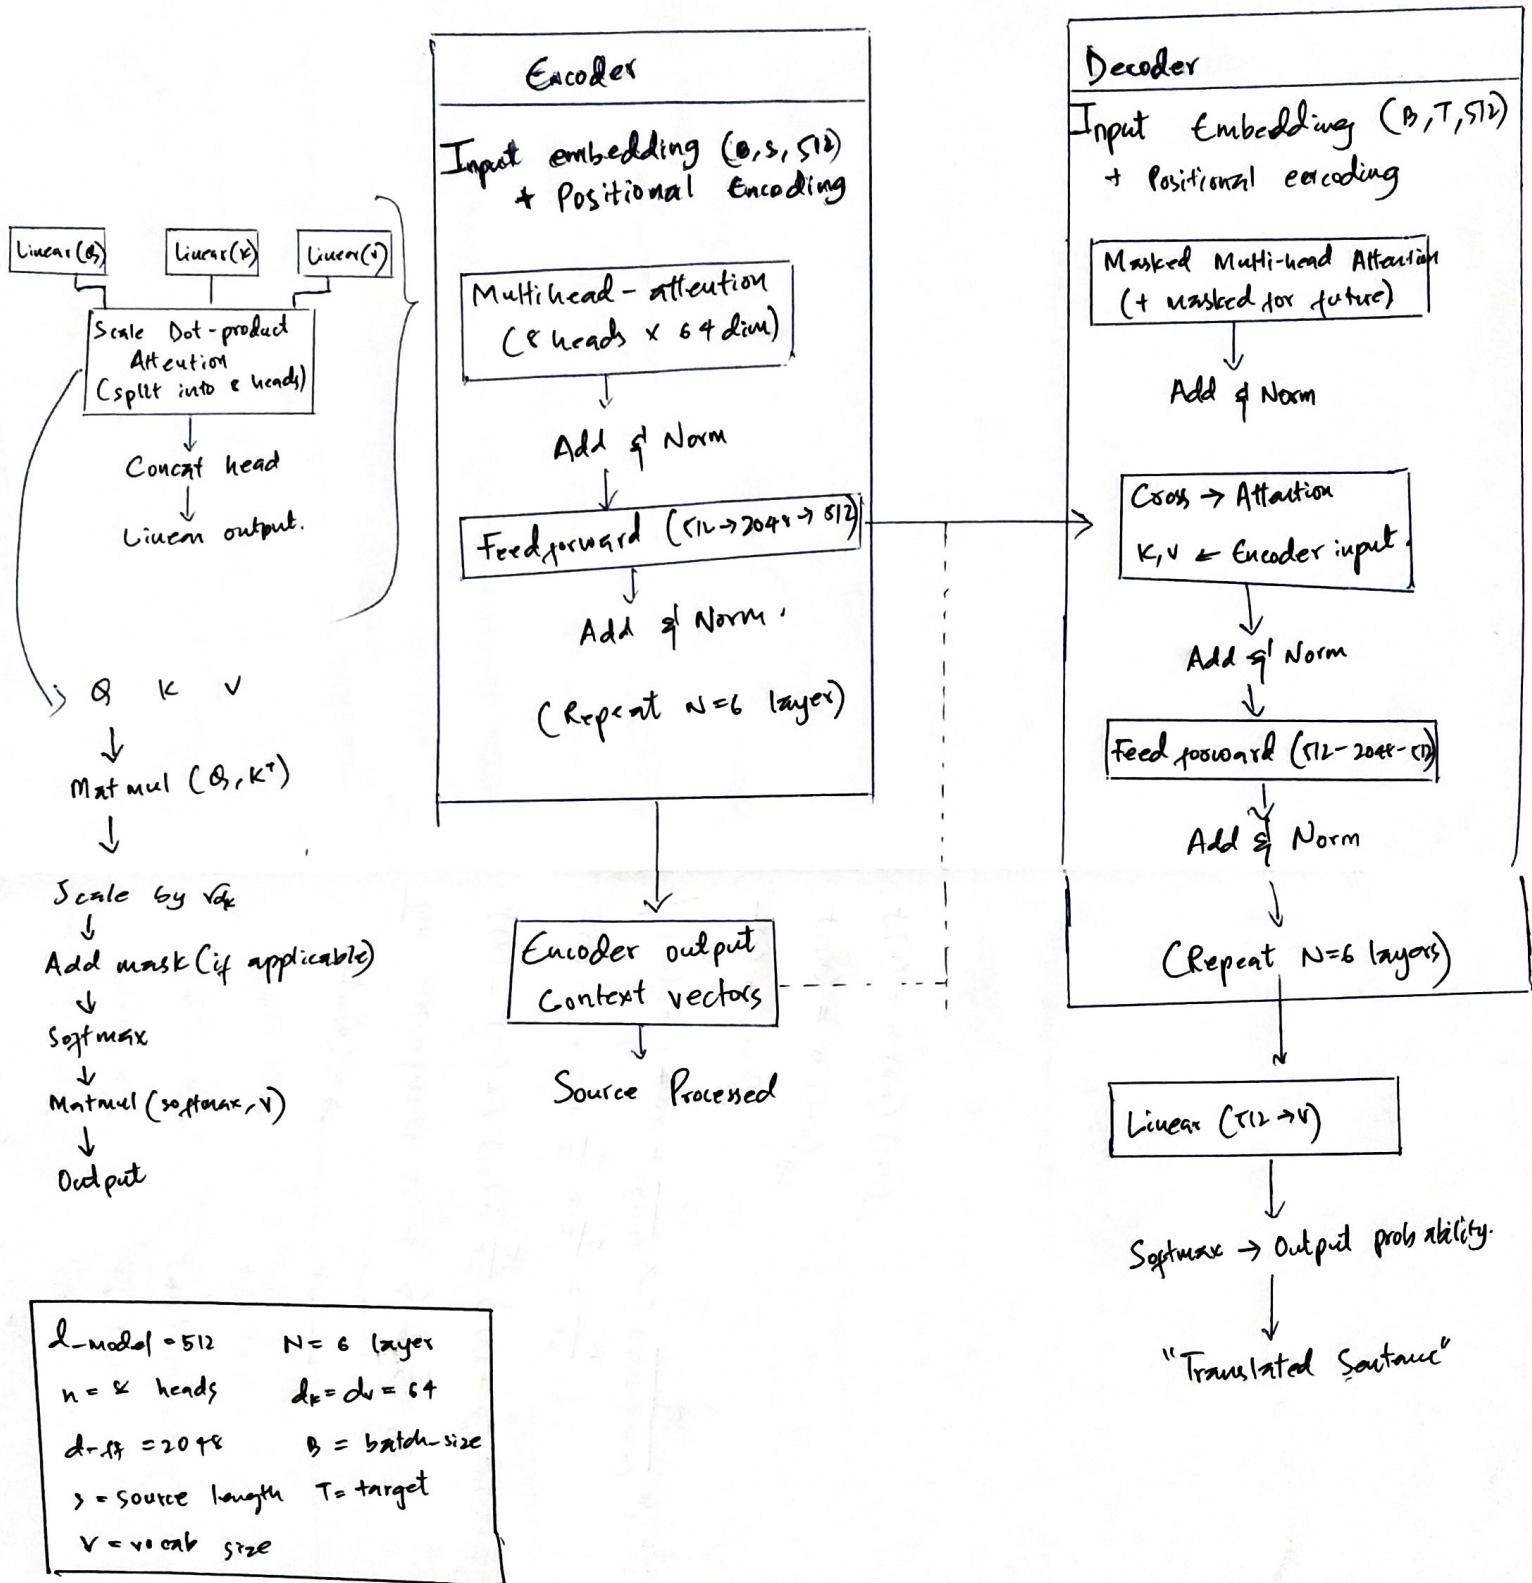 Encoder
Input embedding (B, S, 512)
+ Positional Encoding
Multihead-attention
(8 heads x 64 dim)
Add & Norm
Feedforward (512→2048→512)
Add & Norm.
(Repeat N=6 layer)
Encoder output
Context vectors
Source Processed
Decoder
Input Embedding (B, T, 512)
+ Positional encoding
Masked Multi-head Attention
(+ masked for future)
Add & Norm
Cross → Attention
K, V ← Encoder input.
Add & Norm
Feed forward (512-2048-512)
Add & Norm
(Repeat N=6 layers)
Linear (512→V)
Softmax → Output probability.
"Translated Sentance"
Linear(Q)
Linear(K)
Linear(V)
Scale Dot-product
Attention
(split into 8 heads)
Concat head
Linear output.
Q K V
Matmul (Q, Kᵀ)
Scale by √dk
Add mask (if applicable)
Softmax
Matmul (softmax, V)
Output
d-model = 512 N = 6 layer
n = 8 heads dk = dv = 64
d-ff = 2048 B = batch-size
s = source length T = target
V = vocab size